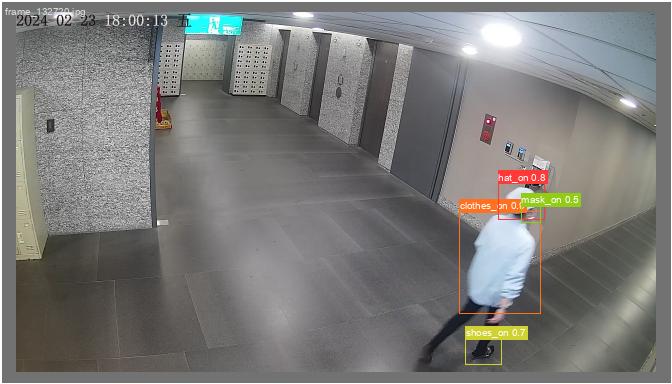 frame_132720.jpg
2024 02 23 18:00:13 五
hat_on 0.8
mask_on 0.5
clothes_on 0.
shoes_on 0.7